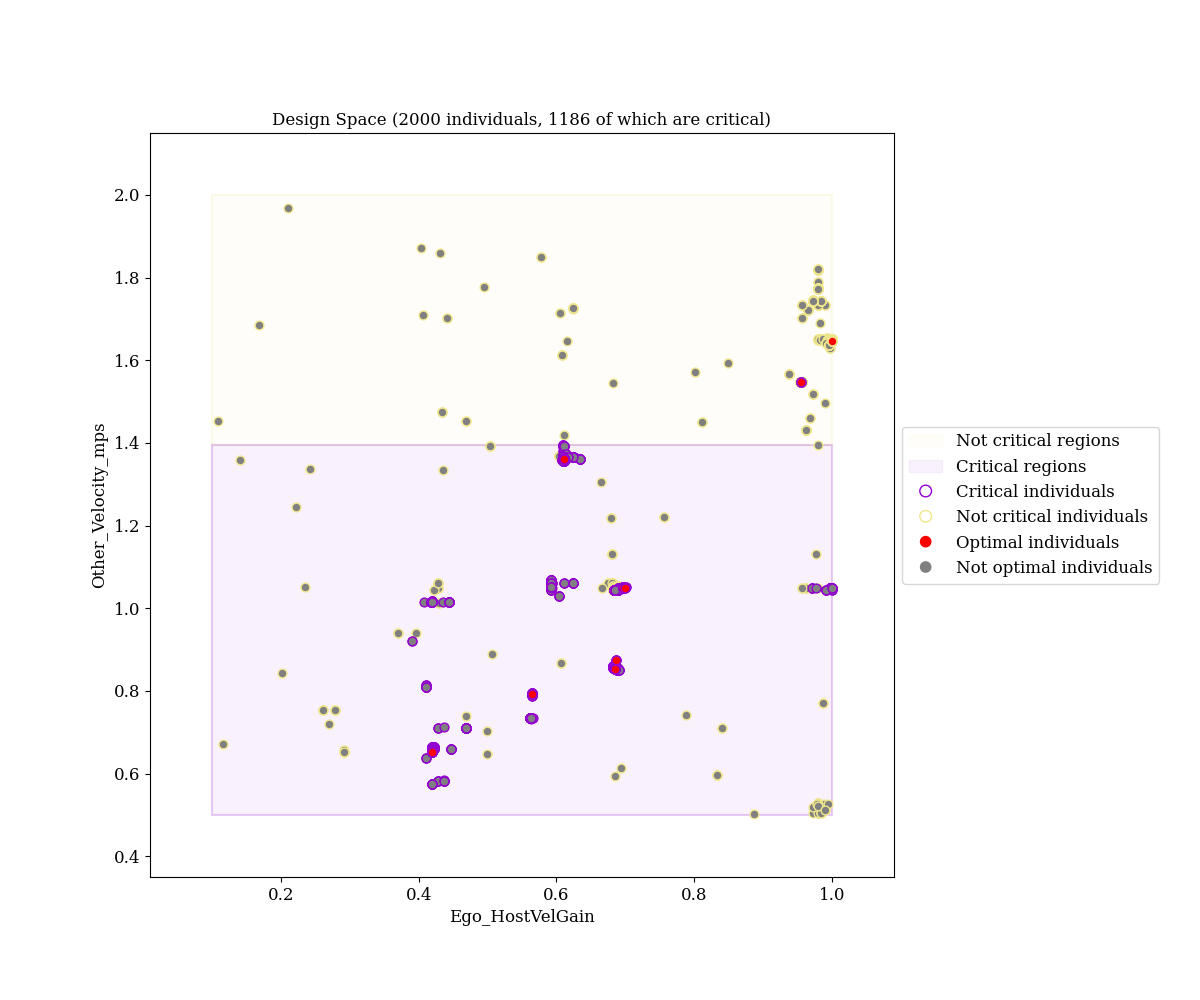 Design Space (2000 individuals, 1186 of which are critical)
Other_Velocity_mps
2.0
1.8
1.6
1.4
1.2
1.0
0.8
0.6
0.4
0.2
0.4
0.6
0.8
1.0
Ego_HostVelGain
Not critical regions
Critical regions
Critical individuals
Not critical individuals
Optimal individuals
Not optimal individuals